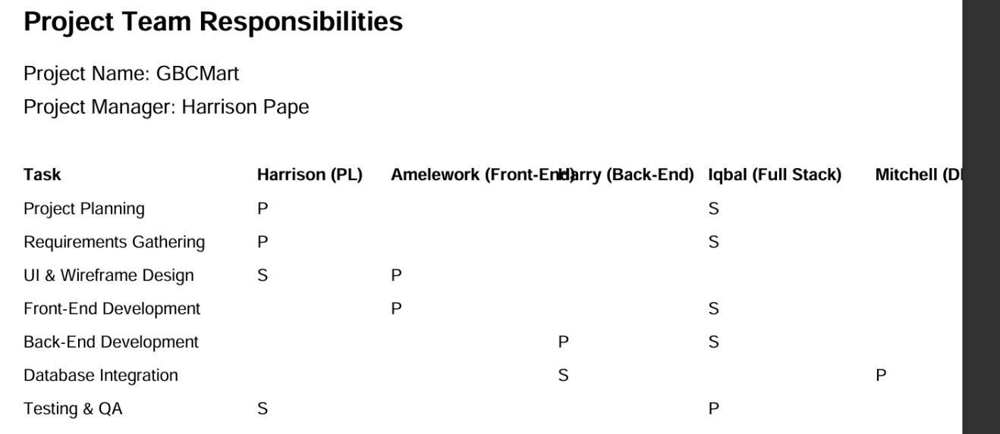 Project Team Responsibilities
Project Name: GBCMart
Project Manager: Harrison Pape
Task Harrison (PL) Amelework (Front-End) Harry (Back-End) Iqbal (Full Stack) Mitchell
Project Planning P S
Requirements Gathering P S
UI & Wireframe Design S P
Front-End Development P S
Back-End Development P S
Database Integration S P
Testing & QA S P